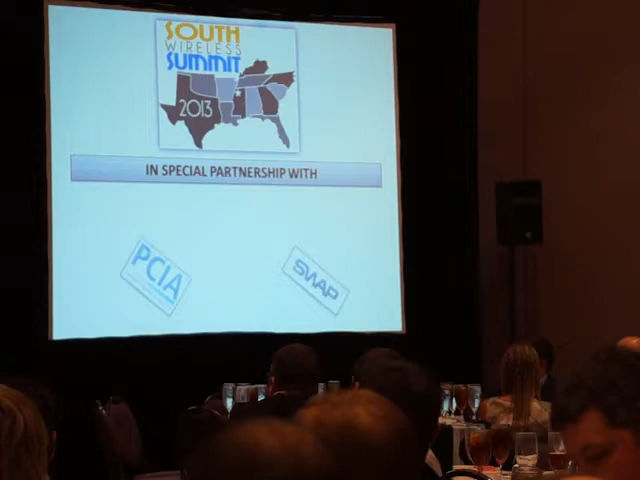 SOUTH
WIRELESS
SUMMIT
2013
IN SPECIAL PARTNERSHIP WITH
PCIA
SWAP